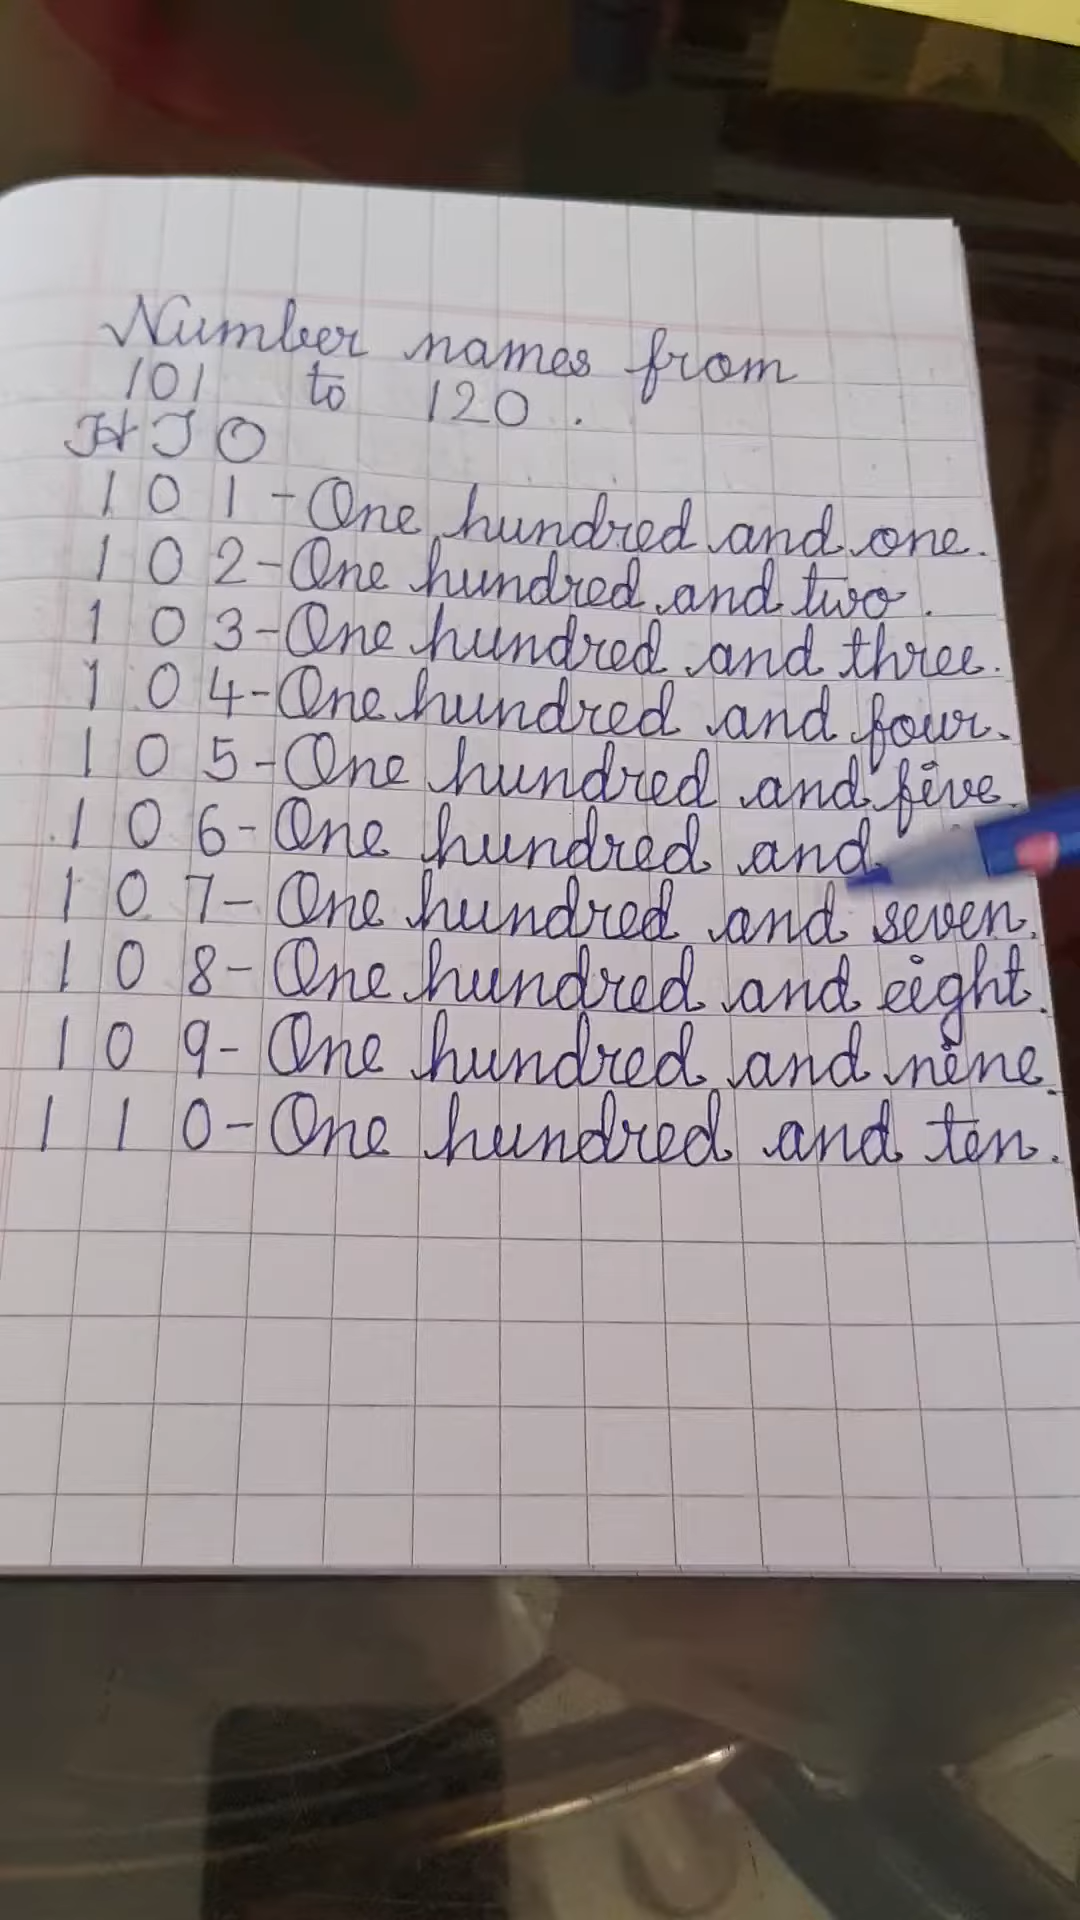 Number names from
101 to 120.
H T O
1 0 1 - One hundred and one.
1 0 2 - One hundred and two.
1 0 3 - One hundred and three.
1 0 4 - One hundred and four.
1 0 5 - One hundred and five.
1 0 6 - One hundred and
1 0 7 - One hundred and seven.
1 0 8 - One hundred and eight.
1 0 9 - One hundred and nine.
1 1 0 - One hundred and ten.